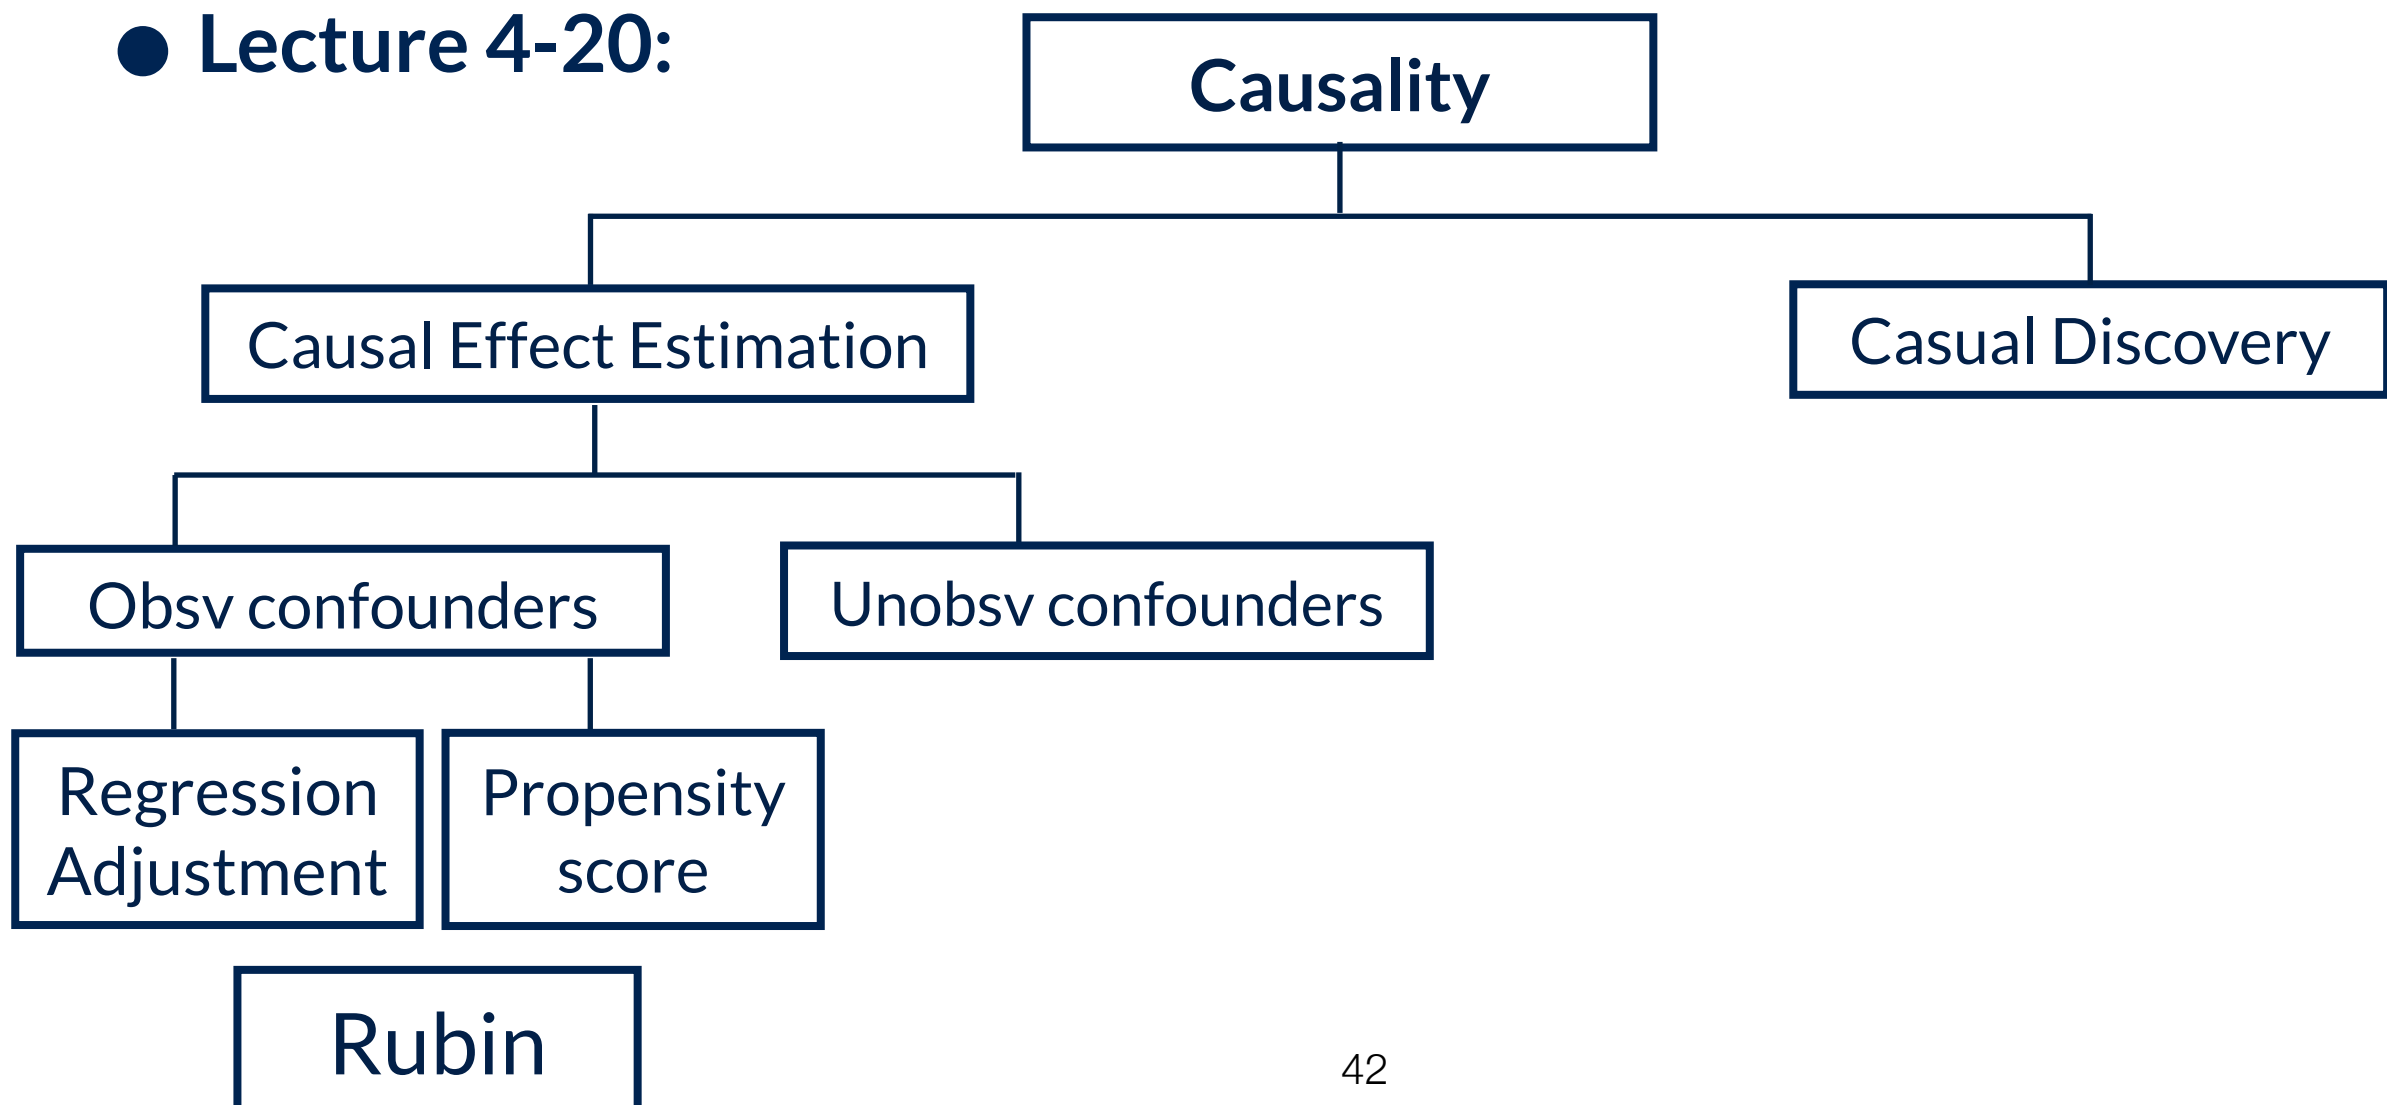 ● Lecture 4-20:
Causality
Causal Effect Estimation
Casual Discovery
Obsv confounders
Unobsv confounders
Regression
Adjustment
Propensity
score
Rubin
42